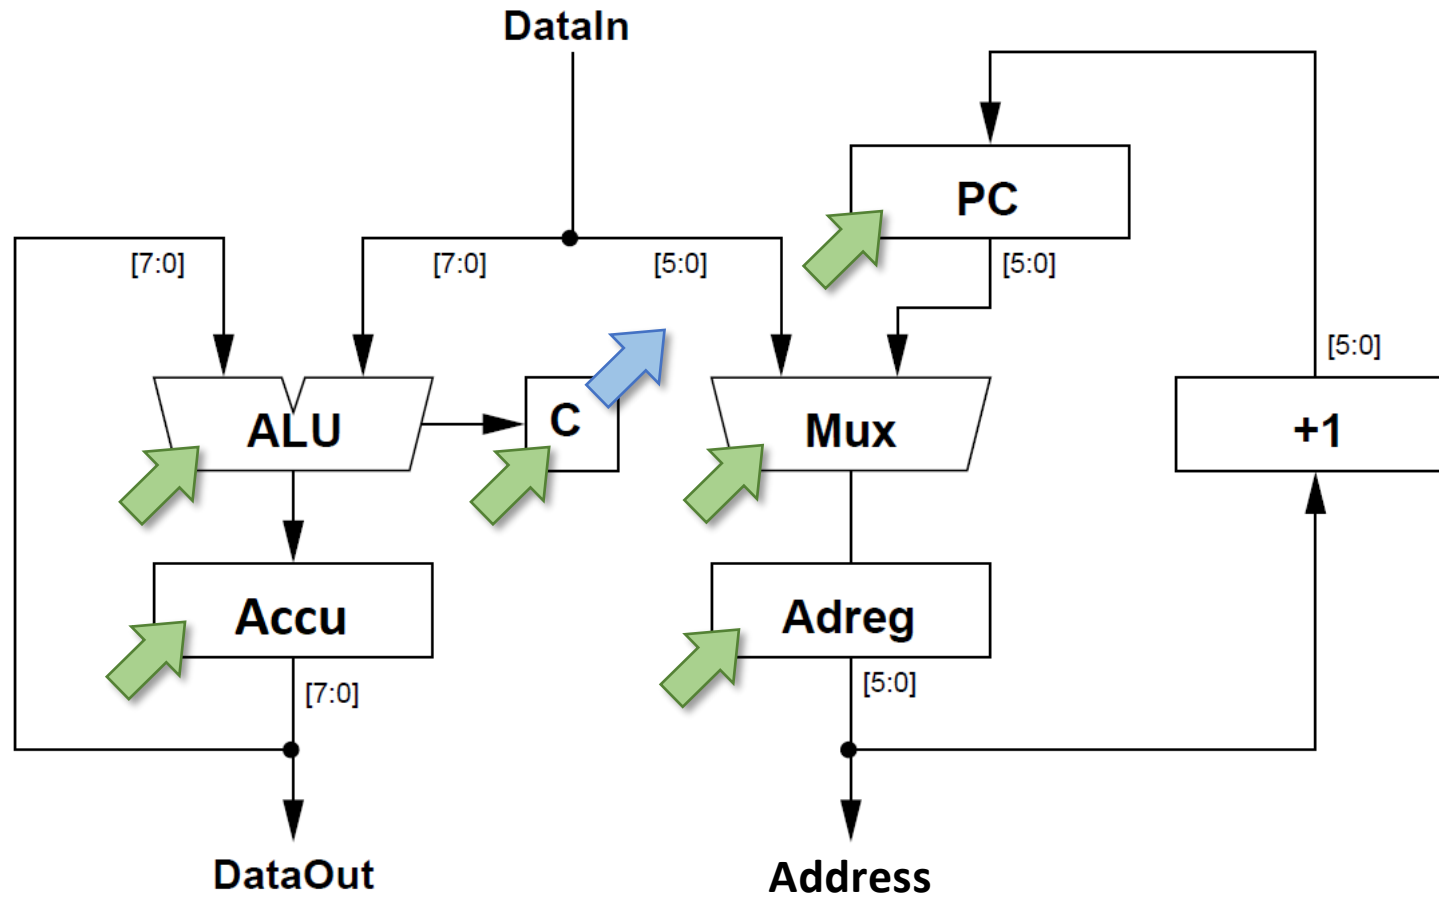 DataIn
PC
[7:0]
[7:0]
[5:0]
[5:0]
[5:0]
ALU
C
Mux
+1
Accu
Adreg
[7:0]
[5:0]
DataOut
Address